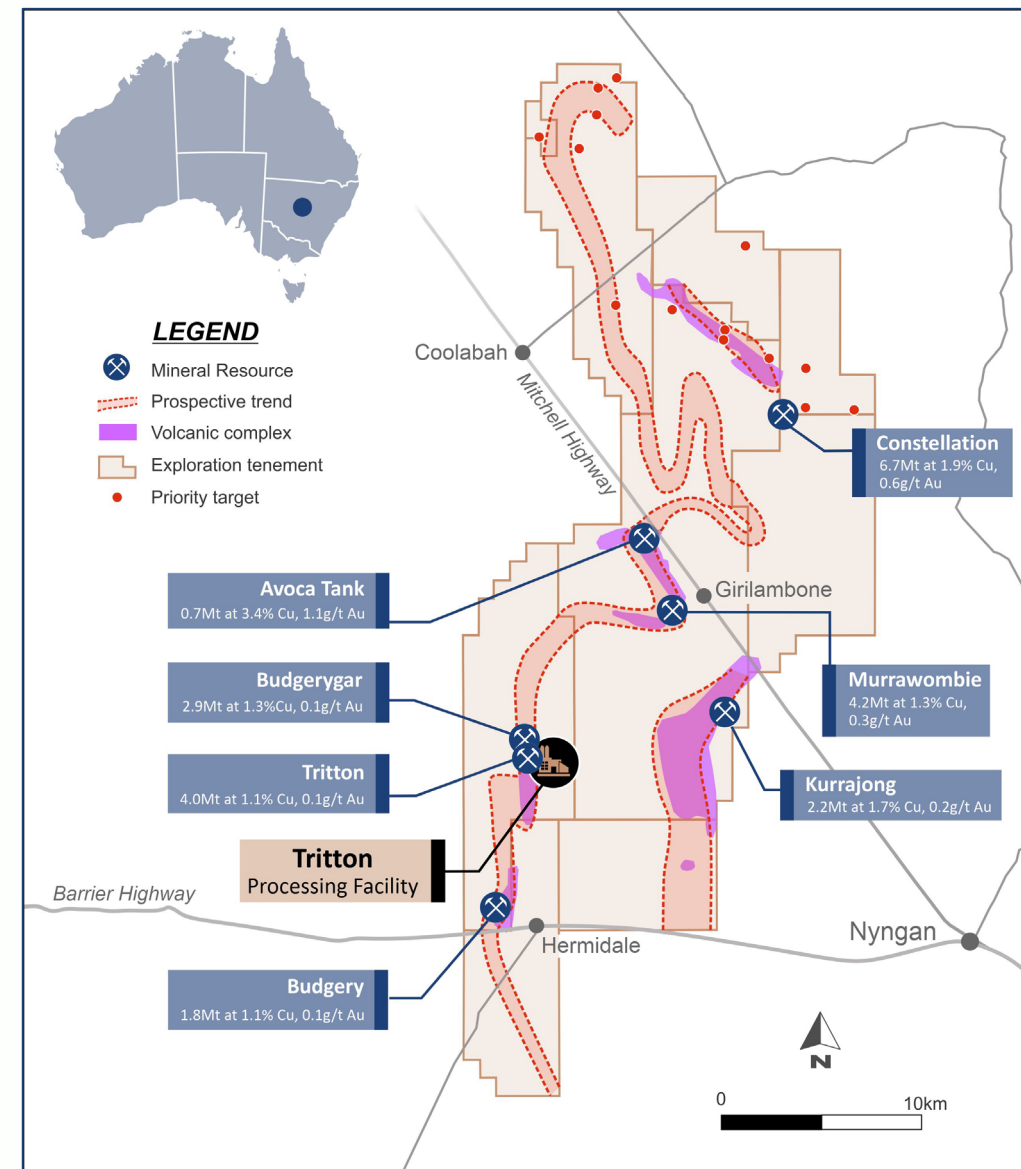 LEGEND
Mineral Resource
Prospective trend
Volcanic complex
Exploration tenement
Priority target
Coolabah
Mitchell Highway
Constellation
6.7Mt at 1.9% Cu,
0.6g/t Au
Avoca Tank
0.7Mt at 3.4% Cu, 1.1g/t Au
Girilambone
Budgerygar
2.9Mt at 1.3%Cu, 0.1g/t Au
Murrawombie
4.2Mt at 1.3% Cu,
0.3g/t Au
Tritton
4.0Mt at 1.1% Cu, 0.1g/t Au
Kurrajong
2.2Mt at 1.7% Cu, 0.2g/t Au
Tritton
Processing Facility
Barrier Highway
Hermidale
Nyngan
Budgery
1.8Mt at 1.1% Cu, 0.1g/t Au
N
0 10km